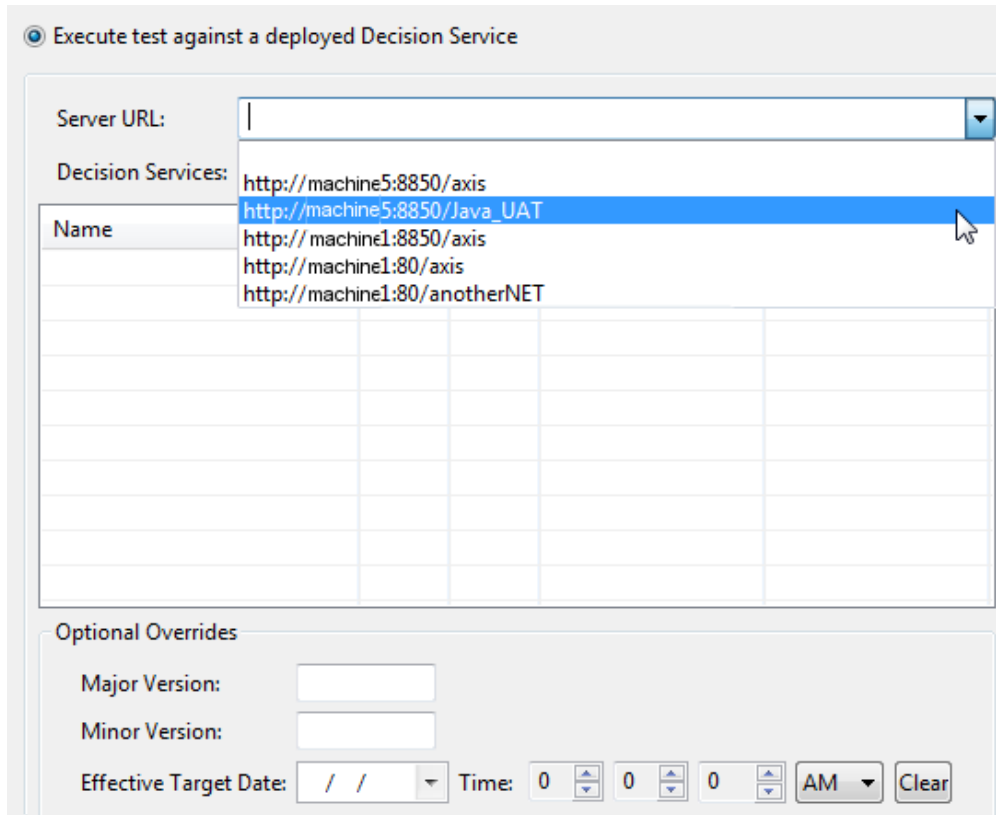 Execute test against a deployed Decision Service
Server URL:
Decision Services:
http://machine5:8850/axis
http://machine5:8850/Java_UAT
http:// machine1:8850/axis
http://machine1:80/axis
http://machine1:80/anotherNET
Name
Optional Overrides
Major Version:
Minor Version:
Effective Target Date: / / Time: 0 0 0 AM Clear